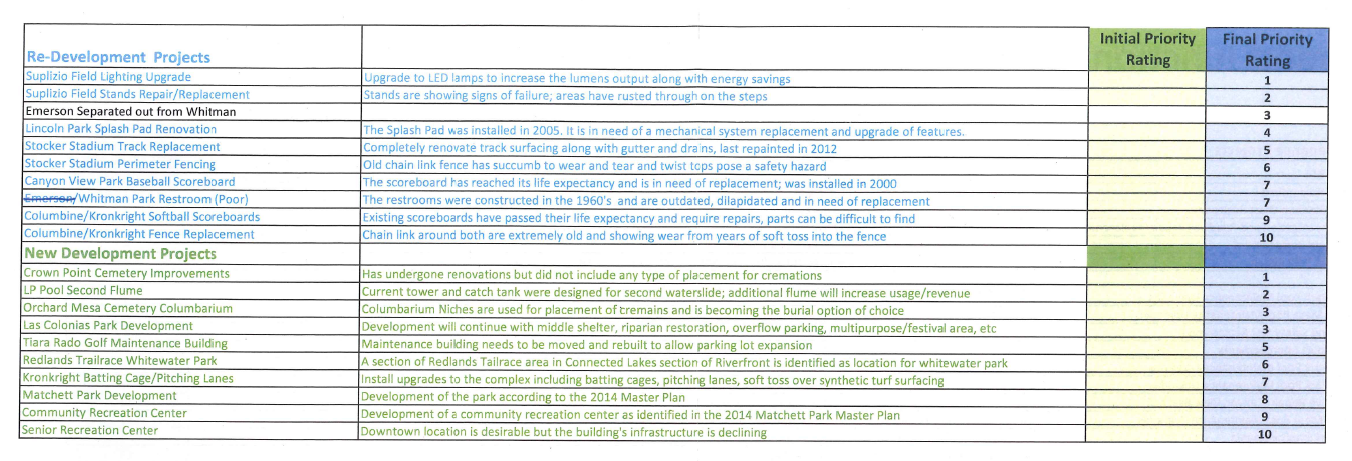 Re-Development Projects Initial Priority Rating Final Priority Rating
Suplizio Field Lighting Upgrade Upgrade to LED lamps to increase the lumens output along with energy savings 1
Suplizio Field Stands Repair/Replacement Stands are showing signs of failure; areas have rusted through on the steps 2
Emerson Separated out from Whitman 3
Lincoln Park Splash Pad Renovation The Splash Pad was installed in 2005. It is in need of a mechanical system replacement and upgrade of features. 4
Stocker Stadium Track Replacement Completely renovate track surfacing along with gutter and drains, last repainted in 2012 5
Stocker Stadium Perimeter Fencing Old chain link fence has succumb to wear and tear and twist tops pose a safety hazard 6
Canyon View Park Baseball Scoreboard The scoreboard has reached its life expectancy and is in need of replacement; was installed in 2000 7
Emerson/Whitman Park Restroom (Poor) The restrooms were constructed in the 1960's and are outdated, dilapidated and in need of replacement 7
Columbine/Kronkright Softball Scoreboards Existing scoreboards have passed their life expectancy and require repairs, parts can be difficult to find 9
Columbine/Kronkright Fence Replacement Chain link around both are extremely old and showing wear from years of soft toss into the fence 10
New Development Projects
Crown Point Cemetery Improvements Has undergone renovations but did not include any type of placement for cremations 1
LP Pool Second Flume Current tower and catch tank were designed for second waterslide; additional flume will increase usage/revenue 2
Orchard Mesa Cemetery Columbarium Columbarium Niches are used for placement of cremains and is becoming the burial option of choice 3
Las Colonias Park Development Development will continue with middle shelter, riparian restoration, overflow parking, multipurpose/festival area, etc 3
Tiara Rado Golf Maintenance Building Maintenance building needs to be moved and rebuilt to allow parking lot expansion 5
Redlands Trailrace Whitewater Park A section of Redlands Tailrace area in Connected Lakes section of Riverfront is identified as location for whitewater park 6
Kronkright Batting Cage/Pitching Lanes Install upgrades to the complex including batting cages, pitching lanes, soft toss over synthetic turf surfacing 7
Matchett Park Development Development of the park according to the 2014 Master Plan 8
Community Recreation Center Development of a community recreation center as identified in the 2014 Matchett Park Master Plan 9
Senior Recreation Center Downtown location is desirable but the building's infrastructure is declining 10